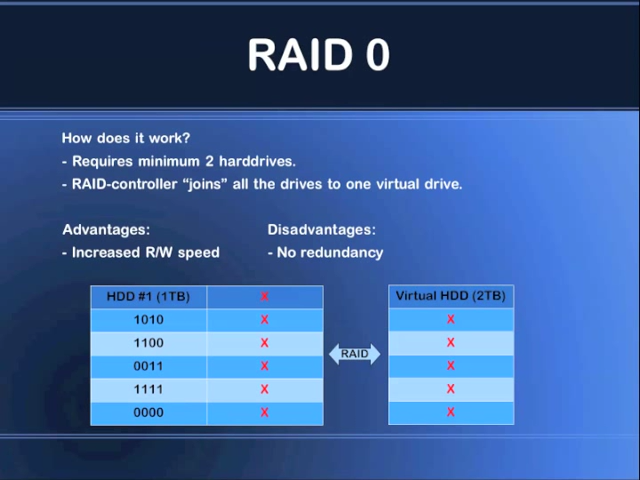 RAID 0
How does it work?
- Requires minimum 2 harddrives.
- RAID-controller “joins” all the drives to one virtual drive.
Advantages: Disadvantages:
- Increased R/W speed - No redundancy
HDD #1 (1TB) X Virtual HDD (2TB)
1010 X X
1100 X X
RAID
0011 X X
1111 X X
0000 X X